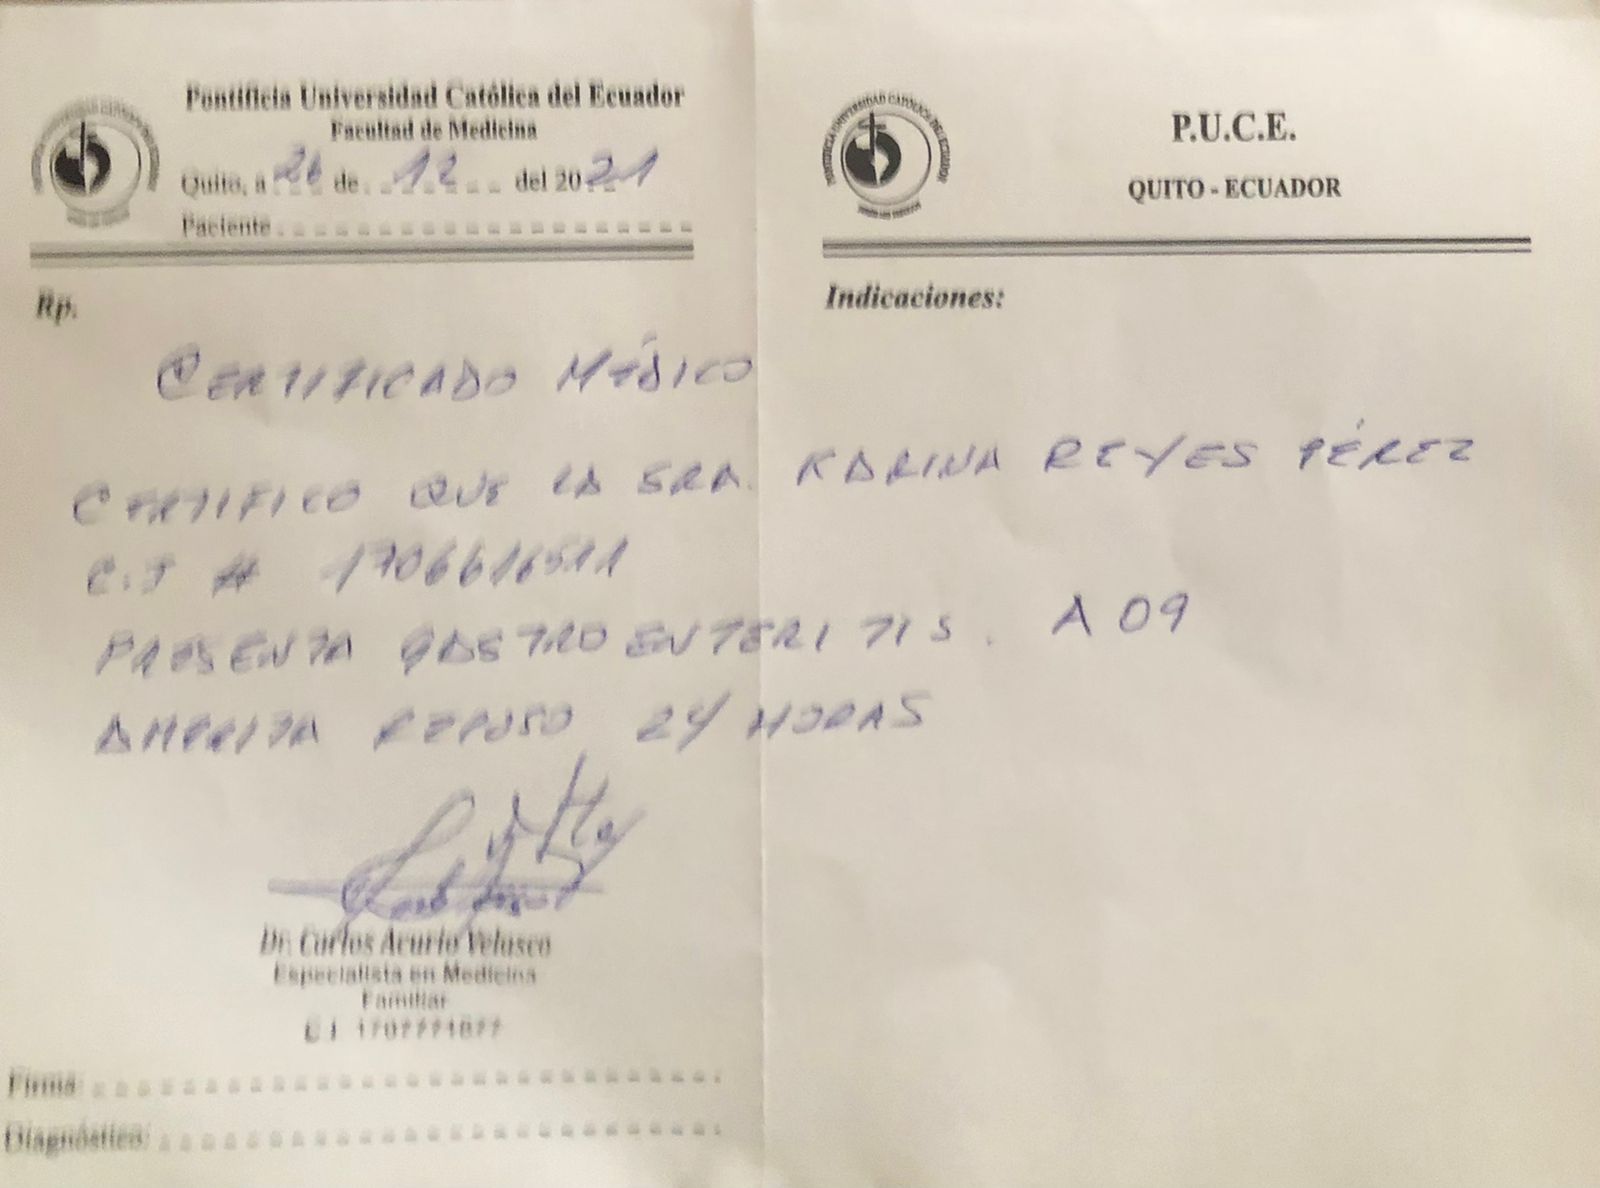 Pontificia Universidad Católica del Ecuador
Facultad de Medicina
Quito, a 26 de 12 del 2021
Paciente
Rp.
CERTIFICADO MÉDICO
CERTIFICO QUE LA SRA. KARINA REYES PÉREZ
C.I # 1706616511
PRESENTA GASTROENTERITIS. A09
AMERITA REPOSO 24 HORAS
Dr. Carlos Acurio Velasco
Especialista en Medicina
Familiar
C.I.
Firma:
Diagnóstico:
P.U.C.E.
QUITO - ECUADOR
Indicaciones: